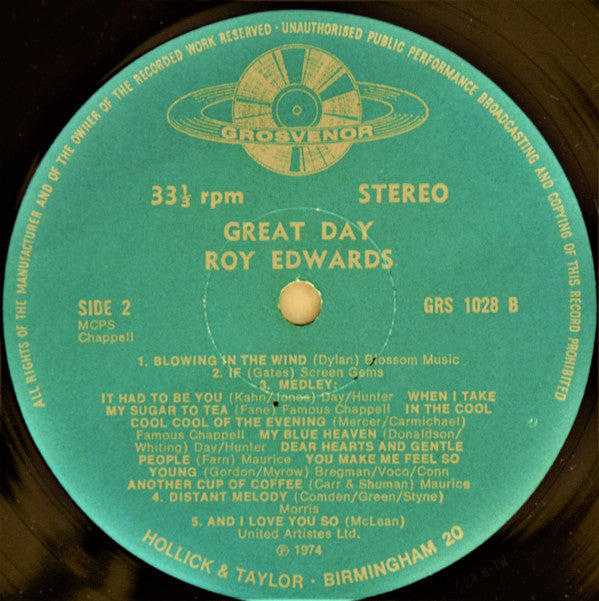 ALL RIGHTS OF THE MANUFACTURER AND OF THE OWNER OF THE RECORDED WORK RESERVED · UNAUTHORISED PUBLIC PERFORMANCE BROADCASTING AND COPYING OF THIS RECORD PROHIBITED
GROSVENOR
33⅓ rpm STEREO
GREAT DAY
ROY EDWARDS
SIDE 2 GRS 1028 B
MCPS
Chappell
1. BLOWING IN THE WIND (Dylan) Blossom Music
2. IF (Gates) Screen Gems
3. MEDLEY:
IT HAD TO BE YOU (Kahn/Jones) Day/Hunter WHEN I TAKE
MY SUGAR TO TEA (Fane) Famous Chappell IN THE COOL
COOL COOL OF THE EVENING (Mercer/Carmichael)
Famous Chappell MY BLUE HEAVEN (Donaldson/
Whiting) Day/Hunter DEAR HEARTS AND GENTLE
PEOPLE (Farn) Maurice YOU MAKE ME FEEL SO
YOUNG (Gordon/Myrow) Bregman/Voco/Conn
ANOTHER CUP OF COFFEE (Carr & Shuman) Maurice
4. DISTANT MELODY (Comden/Green/Styne)
Morris
5. AND I LOVE YOU SO (McLean)
United Artistes Ltd.
℗ 1974
HOLLICK & TAYLOR · BIRMINGHAM 20